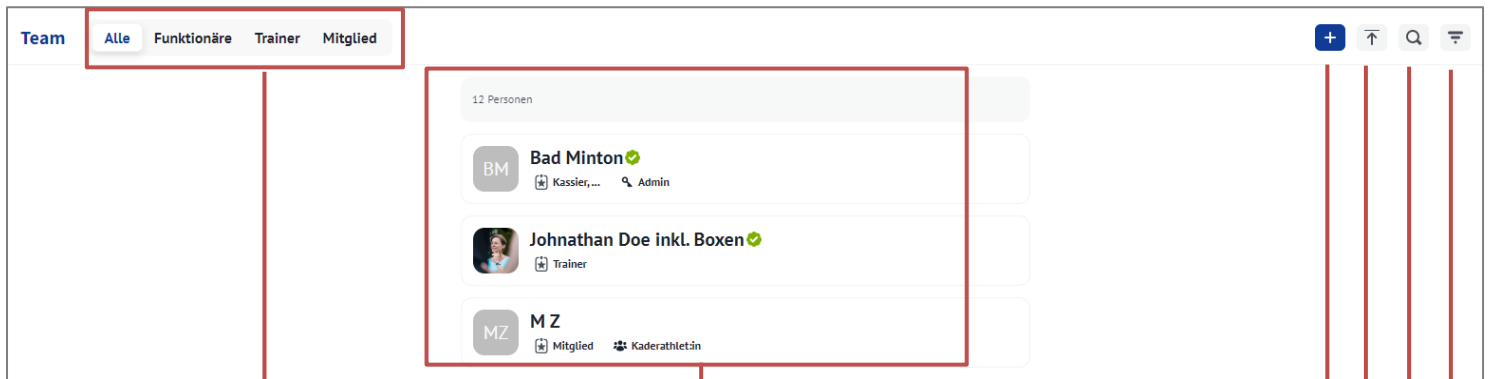 Team Alle Funktionäre Trainer Mitglied
12 Personen
BM Bad Minton
Kassier,... Admin
Johnathan Doe inkl. Boxen
Trainer
MZ M Z
Mitglied Kaderathlet:in